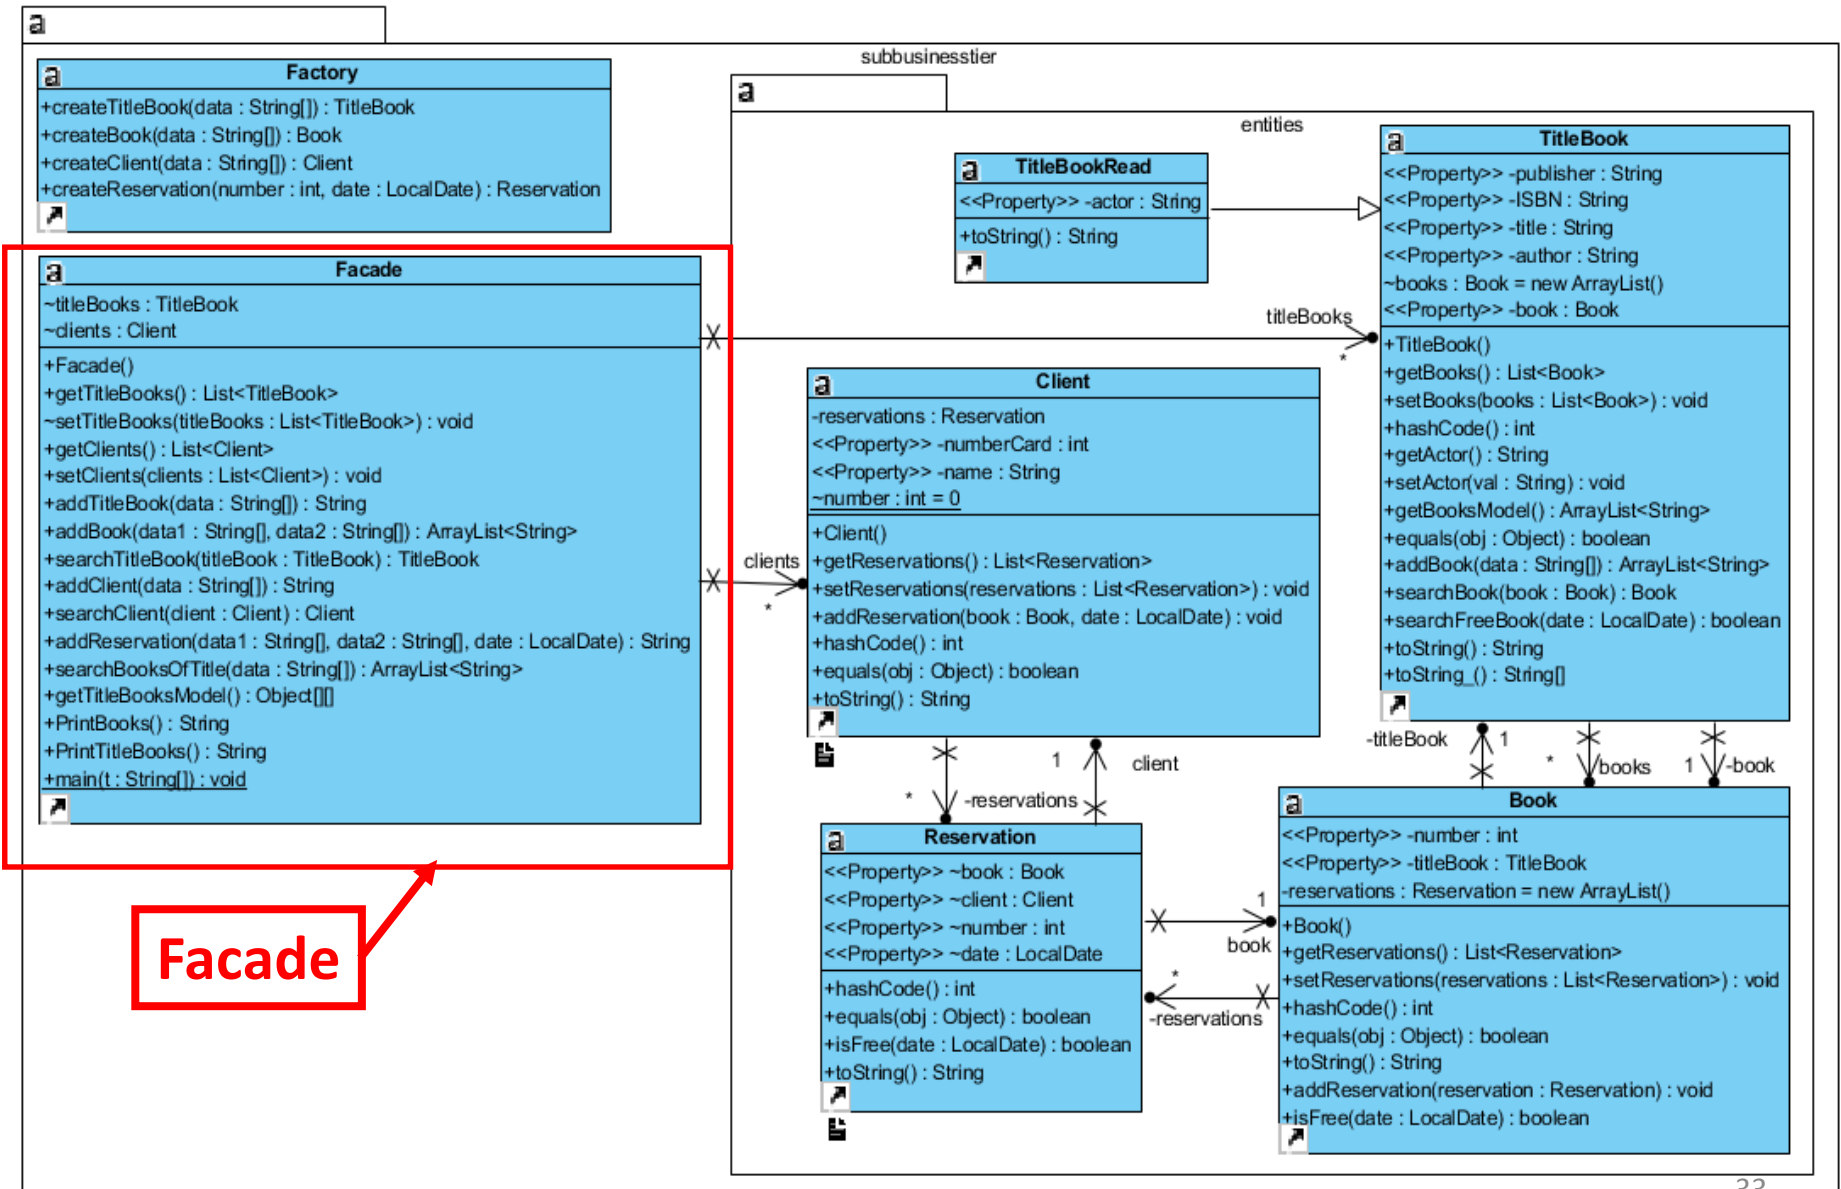 a
subbusinesstier
a
Factory
+createTitleBook(data : String[]) : TitleBook
+createBook(data : String[]) : Book
+createClient(data : String[]) : Client
+createReservation(number : int, date : LocalDate) : Reservation
a
Facade
~titleBooks : TitleBook
~clients : Client
+Facade()
+getTitleBooks() : List<TitleBook>
~setTitleBooks(titleBooks : List<TitleBook>) : void
+getClients() : List<Client>
+setClients(clients : List<Client>) : void
+addTitleBook(data : String[]) : String
+addBook(data1 : String[], data2 : String[]) : ArrayList<String>
+searchTitleBook(titleBook : TitleBook) : TitleBook
+addClient(data : String[]) : String
+searchClient(client : Client) : Client
+addReservation(data1 : String[], data2 : String[], date : LocalDate) : String
+searchBooksOfTitle(data : String[]) : ArrayList<String>
+getTitleBooksModel() : Object[][]
+PrintBooks() : String
+PrintTitleBooks() : String
+main(t : String[]) : void
Facade
a
entities
a
TitleBookRead
<<Property>> -actor : String
+toString() : String
a
TitleBook
<<Property>> -publisher : String
<<Property>> -ISBN : String
<<Property>> -title : String
<<Property>> -author : String
~books : Book = new ArrayList()
<<Property>> -book : Book
+TitleBook()
+getBooks() : List<Book>
+setBooks(books : List<Book>) : void
+hashCode() : int
+getActor() : String
+setActor(val : String) : void
+getBooksModel() : ArrayList<String>
+equals(obj : Object) : boolean
+addBook(data : String[]) : ArrayList<String>
+searchBook(book : Book) : Book
+searchFreeBook(date : LocalDate) : boolean
+toString() : String
+toString_() : String[]
titleBooks
*
a
Client
-reservations : Reservation
<<Property>> -numberCard : int
<<Property>> -name : String
~number : int = 0
+Client()
+getReservations() : List<Reservation>
+setReservations(reservations : List<Reservation>) : void
+addReservation(book : Book, date : LocalDate) : void
+hashCode() : int
+equals(obj : Object) : boolean
+toString() : String
clients
*
1
client
*
-reservations
-titleBook
1
*
books
1
-book
a
Reservation
<<Property>> ~book : Book
<<Property>> ~client : Client
<<Property>> ~number : int
<<Property>> ~date : LocalDate
+hashCode() : int
+equals(obj : Object) : boolean
+isFree(date : LocalDate) : boolean
+toString() : String
1
book
*
-reservations
a
Book
<<Property>> -number : int
<<Property>> -titleBook : TitleBook
-reservations : Reservation = new ArrayList()
+Book()
+getReservations() : List<Reservation>
+setReservations(reservations : List<Reservation>) : void
+hashCode() : int
+equals(obj : Object) : boolean
+toString() : String
+addReservation(reservation : Reservation) : void
+isFree(date : LocalDate) : boolean